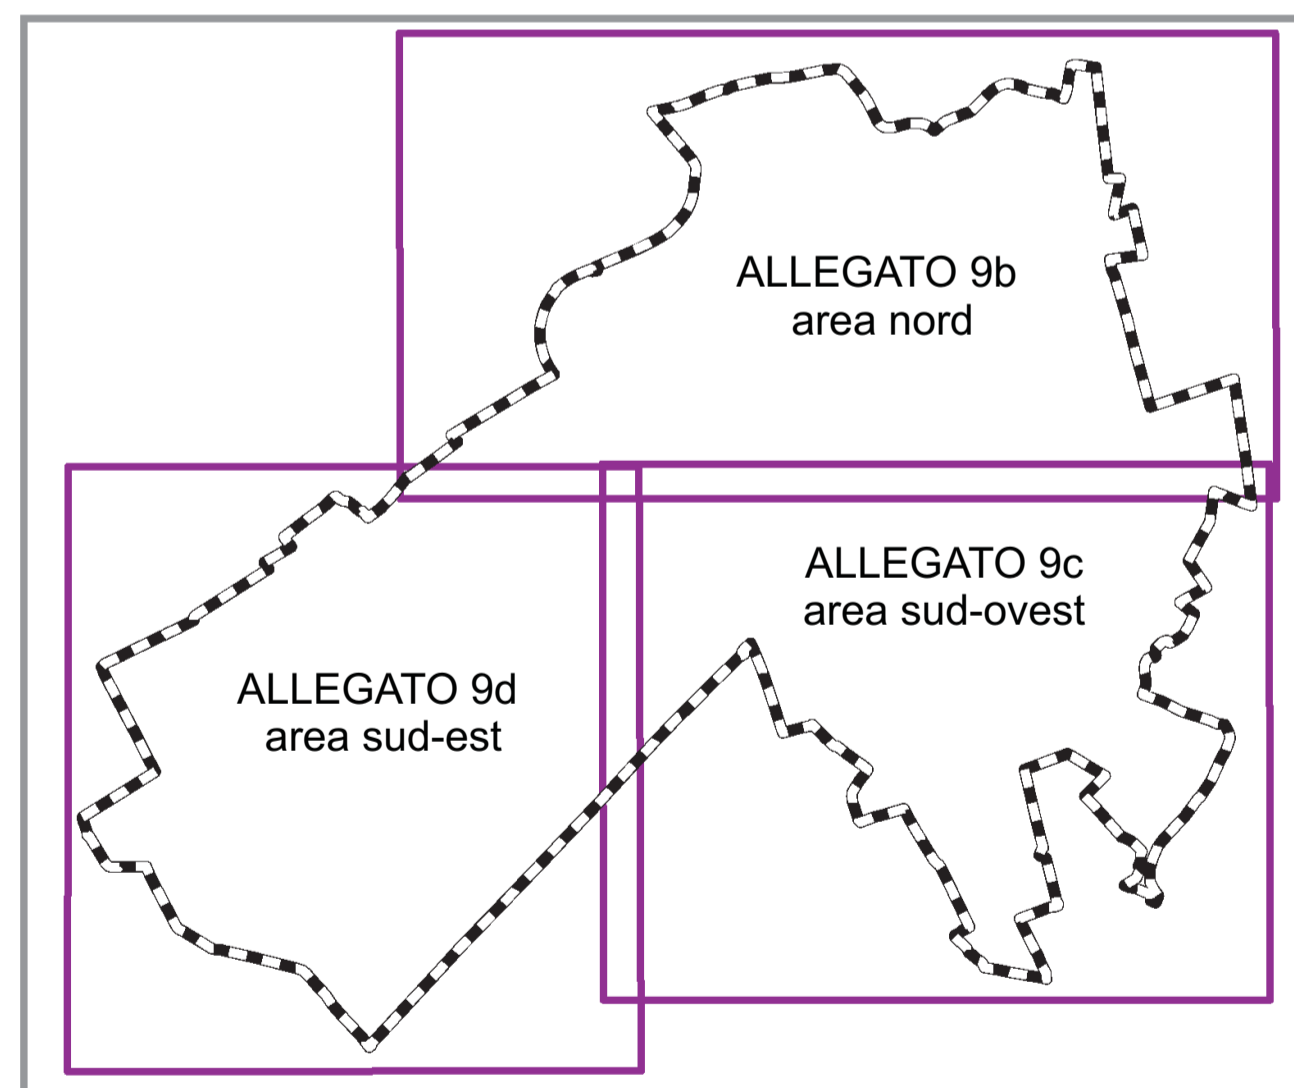 ALLEGATO 9b
area nord
ALLEGATO 9c
area sud-ovest
ALLEGATO 9d
area sud-est